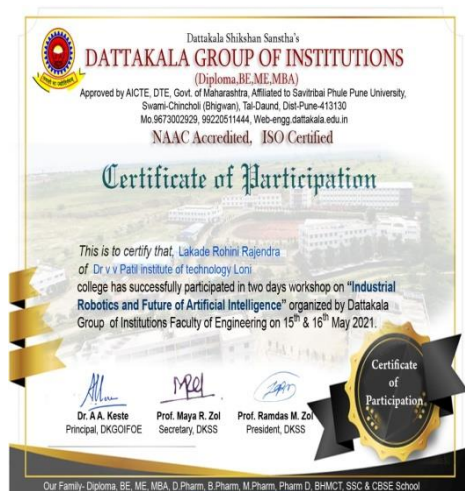 Dattakala Shikshan Sanstha's
DATTAKALA GROUP OF INSTITUTIONS
(Diploma,BE,ME,MBA)
Approved by AICTE, DTE, Govt. of Maharashtra, Affiliated to Savitribai Phule Pune University,
Swami-Chincholi (Bhigwan), Tal-Daund, Dist-Pune-413130
Mo.9673002929, 99220511444, Web-engg.dattakala.edu.in
NAAC Accredited, ISO Certified
Certificate of Participation
This is to certify that, Lakade Rohini Rajendra
of Dr v v Patil institute of technology Loni
college has successfully participated in two days workshop on "Industrial
Robotics and Future of Artificial Intelligence" organized by Dattakala
Group of Institutions Faculty of Engineering on 15th & 16th May 2021.
Dr. A A. Keste
Principal, DKGOIFOE
Prof. Maya R. Zol
Secretary, DKSS
Prof. Ramdas M. Zol
President, DKSS
Certificate
of
Participation
Our Family- Diploma, BE, ME, MBA, D.Pharm, B.Pharm, M.Pharm, Pharm D, BHMCT, SSC & CBSE School